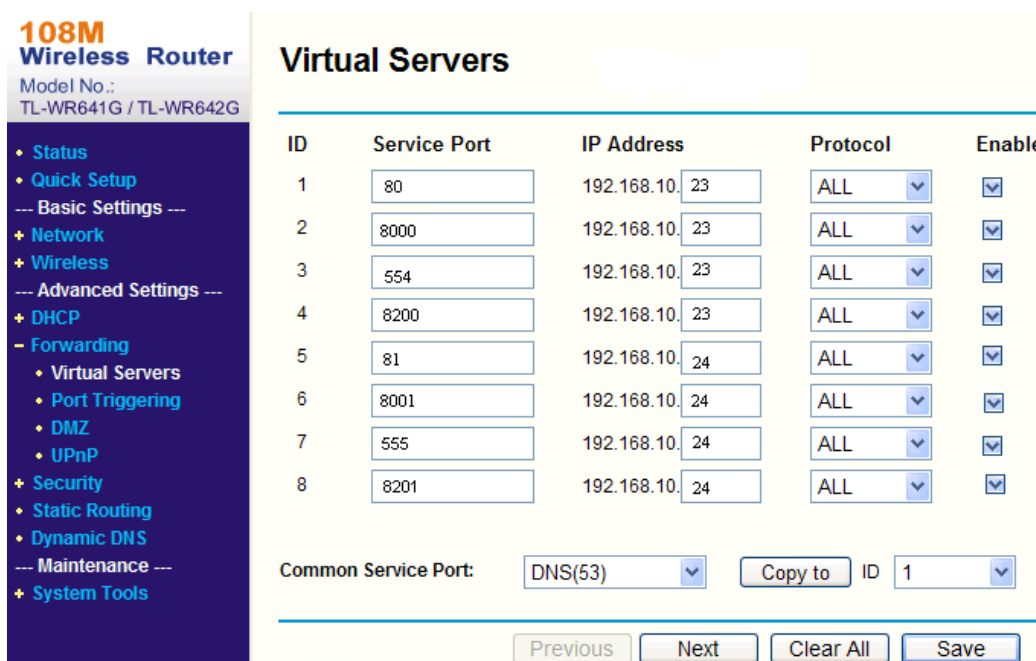 108M
Wireless Router
Model No.:
TL-WR641G / TL-WR642G
• Status
• Quick Setup
--- Basic Settings ---
+ Network
+ Wireless
--- Advanced Settings ---
+ DHCP
– Forwarding
• Virtual Servers
• Port Triggering
• DMZ
• UPnP
+ Security
• Static Routing
• Dynamic DNS
--- Maintenance ---
+ System Tools
Virtual Servers
ID Service Port IP Address Protocol Enable
1 80 192.168.10. 23 ALL
2 8000 192.168.10. 23 ALL
3 554 192.168.10. 23 ALL
4 8200 192.168.10. 23 ALL
5 81 192.168.10. 24 ALL
6 8001 192.168.10. 24 ALL
7 555 192.168.10. 24 ALL
8 8201 192.168.10. 24 ALL
Common Service Port: DNS(53) Copy to ID 1
Previous Next Clear All Save